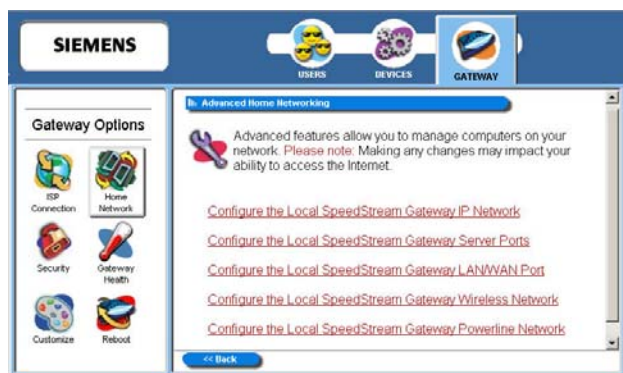 SIEMENS
USERS
DEVICES
GATEWAY
Gateway Options
ISP
Connection
Home
Network
Security
Gateway
Health
Customize
Reboot
Advanced Home Networking
Advanced features allow you to manage computers on your
network. Please note: Making any changes may impact your
ability to access the Internet.
Configure the Local SpeedStream Gateway IP Network
Configure the Local SpeedStream Gateway Server Ports
Configure the Local SpeedStream Gateway LAN/WAN Port
Configure the Local SpeedStream Gateway Wireless Network
Configure the Local SpeedStream Gateway Powerline Network
<< Back